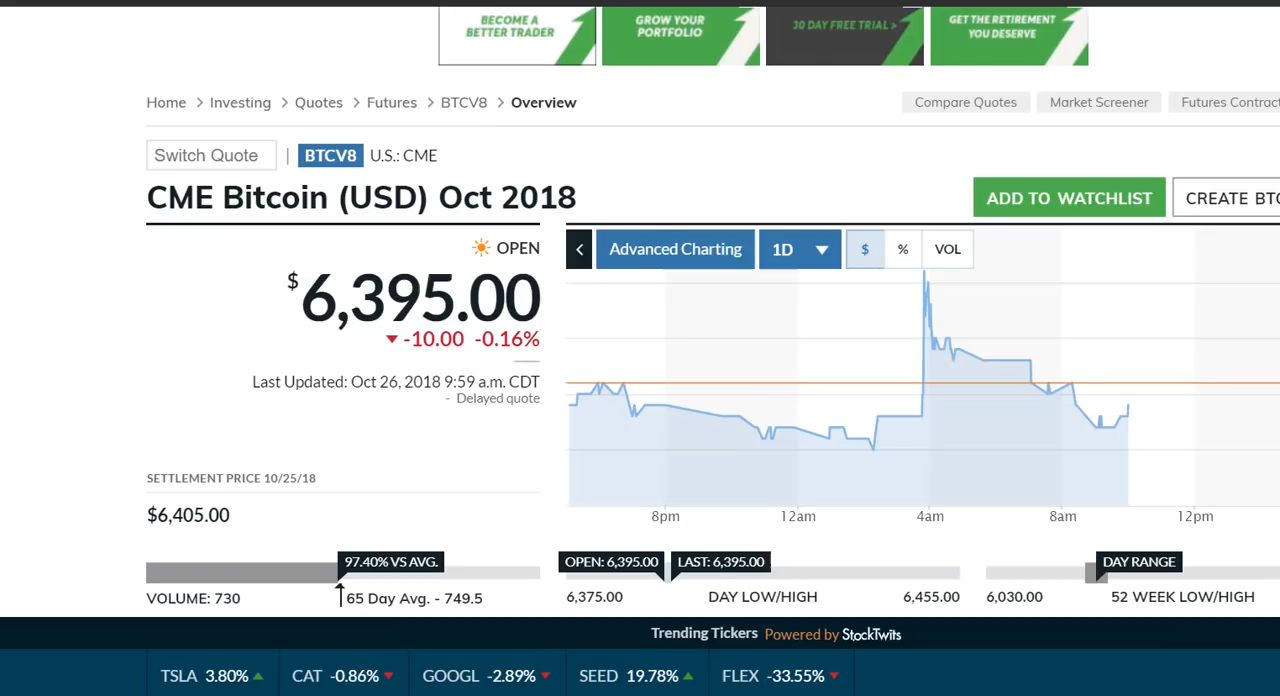 BECOME A
BETTER TRADER
GROW YOUR
PORTFOLIO
30 DAY FREE TRIAL >
GET THE RETIREMENT
YOU DESERVE
Home > Investing > Quotes > Futures > BTCV8 > Overview
Compare Quotes
Market Screener
Futures Contract
Switch Quote | BTCV8 U.S.: CME
CME Bitcoin (USD) Oct 2018
ADD TO WATCHLIST
CREATE BTC
OPEN
Advanced Charting
1D
$
%
VOL
$6,395.00
-10.00 -0.16%
Last Updated: Oct 26, 2018 9:59 a.m. CDT
- Delayed quote
SETTLEMENT PRICE 10/25/18
$6,405.00
8pm 12am 4am 8am 12pm
97.40% VS AVG.
VOLUME: 730
65 Day Avg. - 749.5
OPEN: 6,395.00
LAST: 6,395.00
6,375.00 DAY LOW/HIGH 6,455.00
DAY RANGE
6,030.00 52 WEEK LOW/HIGH
Trending Tickers Powered by StockTwits
TSLA 3.80% CAT -0.86% GOOGL -2.89% SEED 19.78% FLEX -33.55%